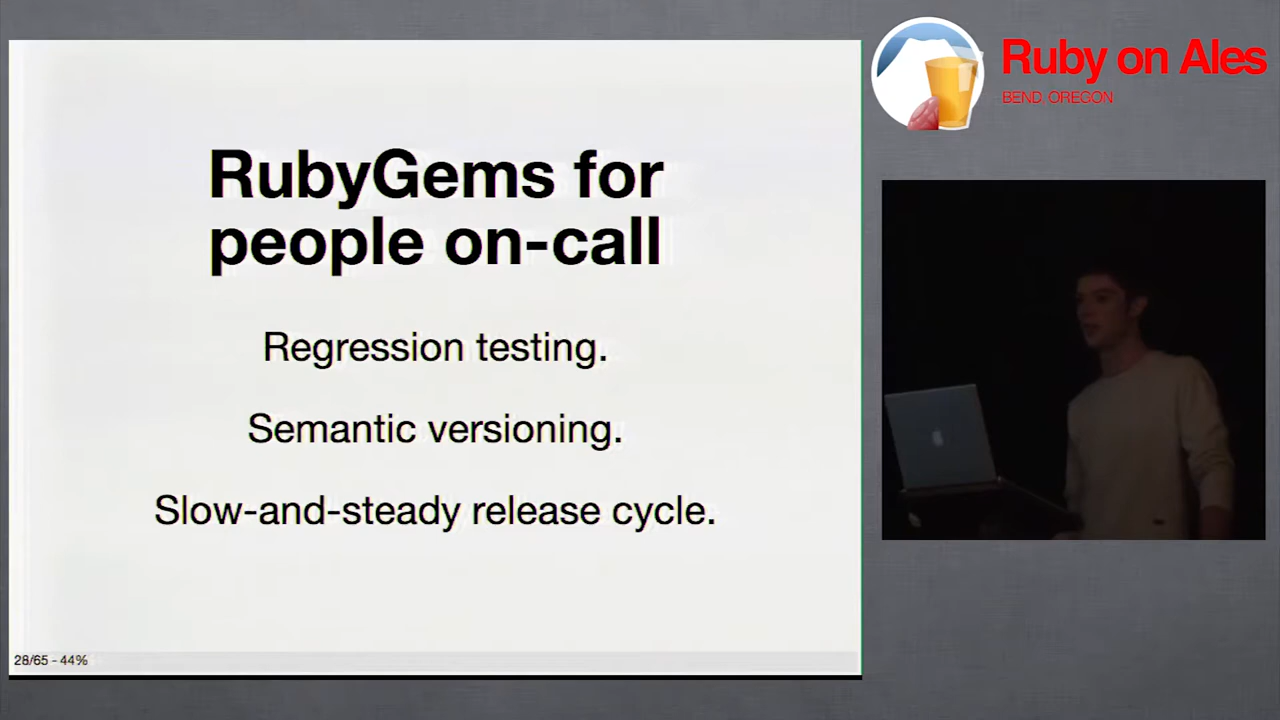 RubyGems for
people on-call
Regression testing.
Semantic versioning.
Slow-and-steady release cycle.
28/65 - 44%
Ruby on Ales
BEND OREGON